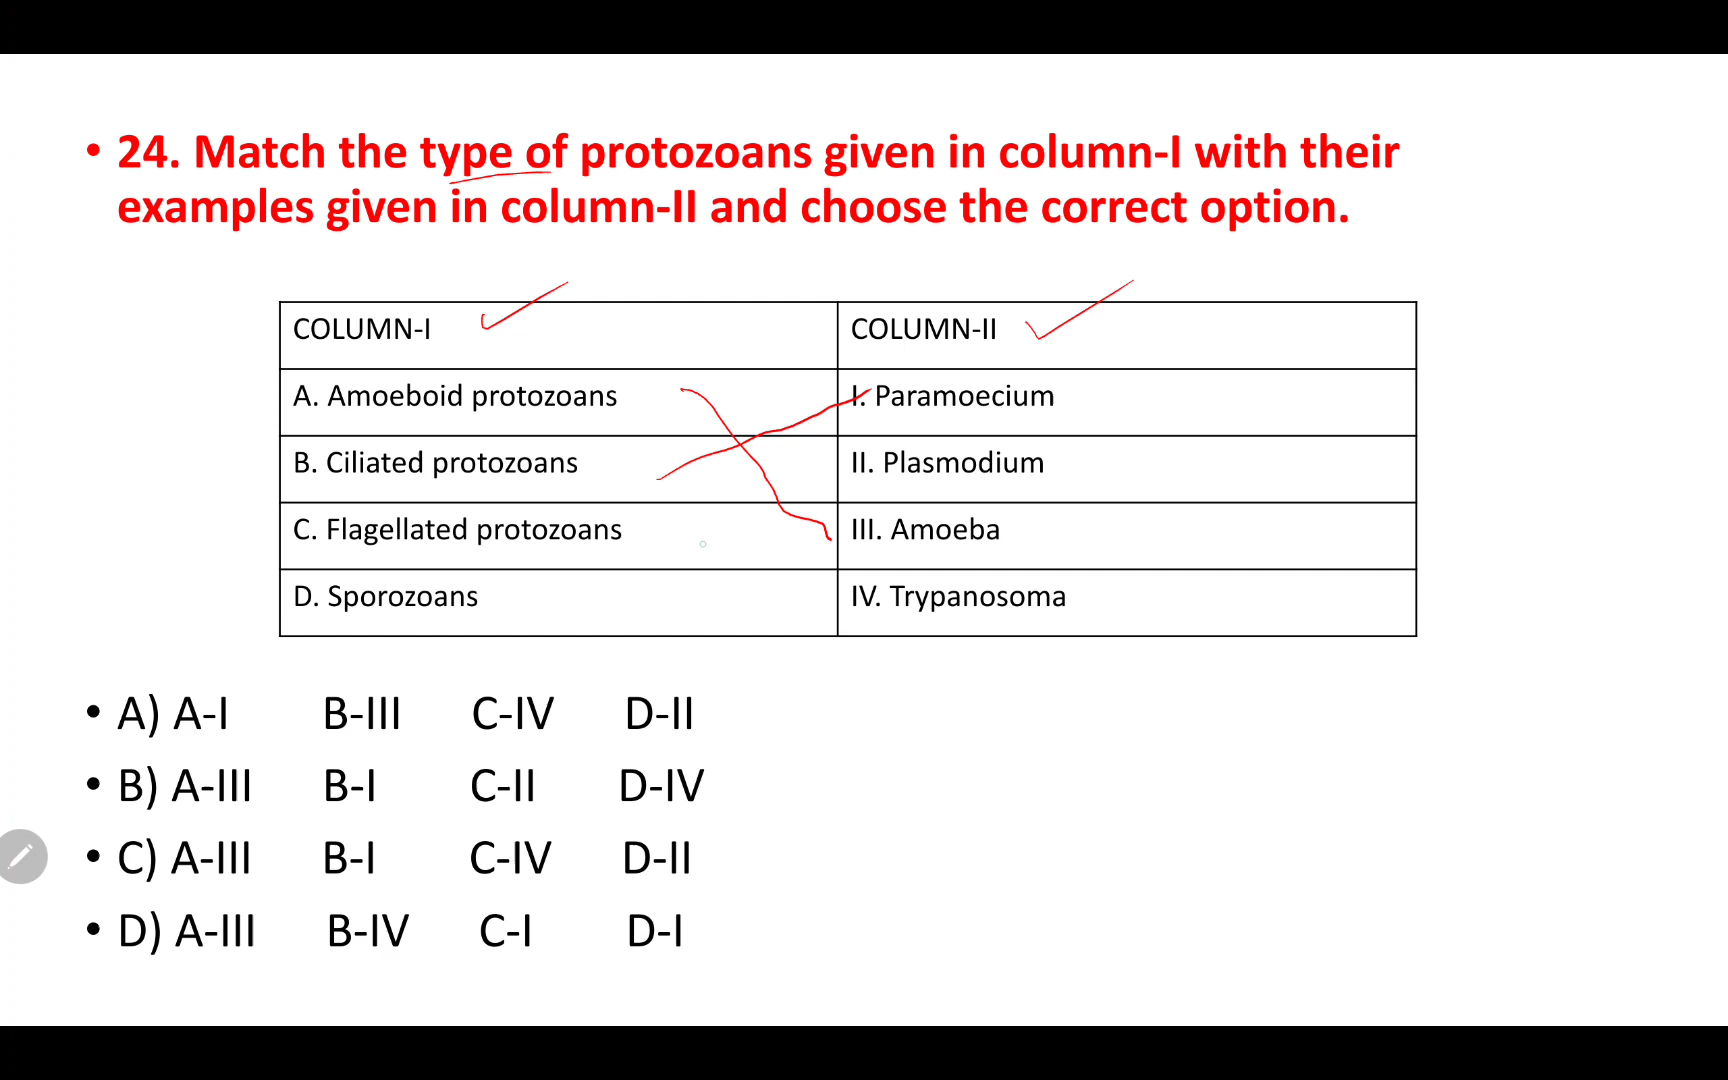 • 24. Match the type of protozoans given in column-I with their
examples given in column-II and choose the correct option.
COLUMN-I COLUMN-II
A. Amoeboid protozoans I. Paramoecium
B. Ciliated protozoans II. Plasmodium
C. Flagellated protozoans III. Amoeba
D. Sporozoans IV. Trypanosoma
• A) A-I B-III C-IV D-II
• B) A-III B-I C-II D-IV
• C) A-III B-I C-IV D-II
• D) A-III B-IV C-I D-I